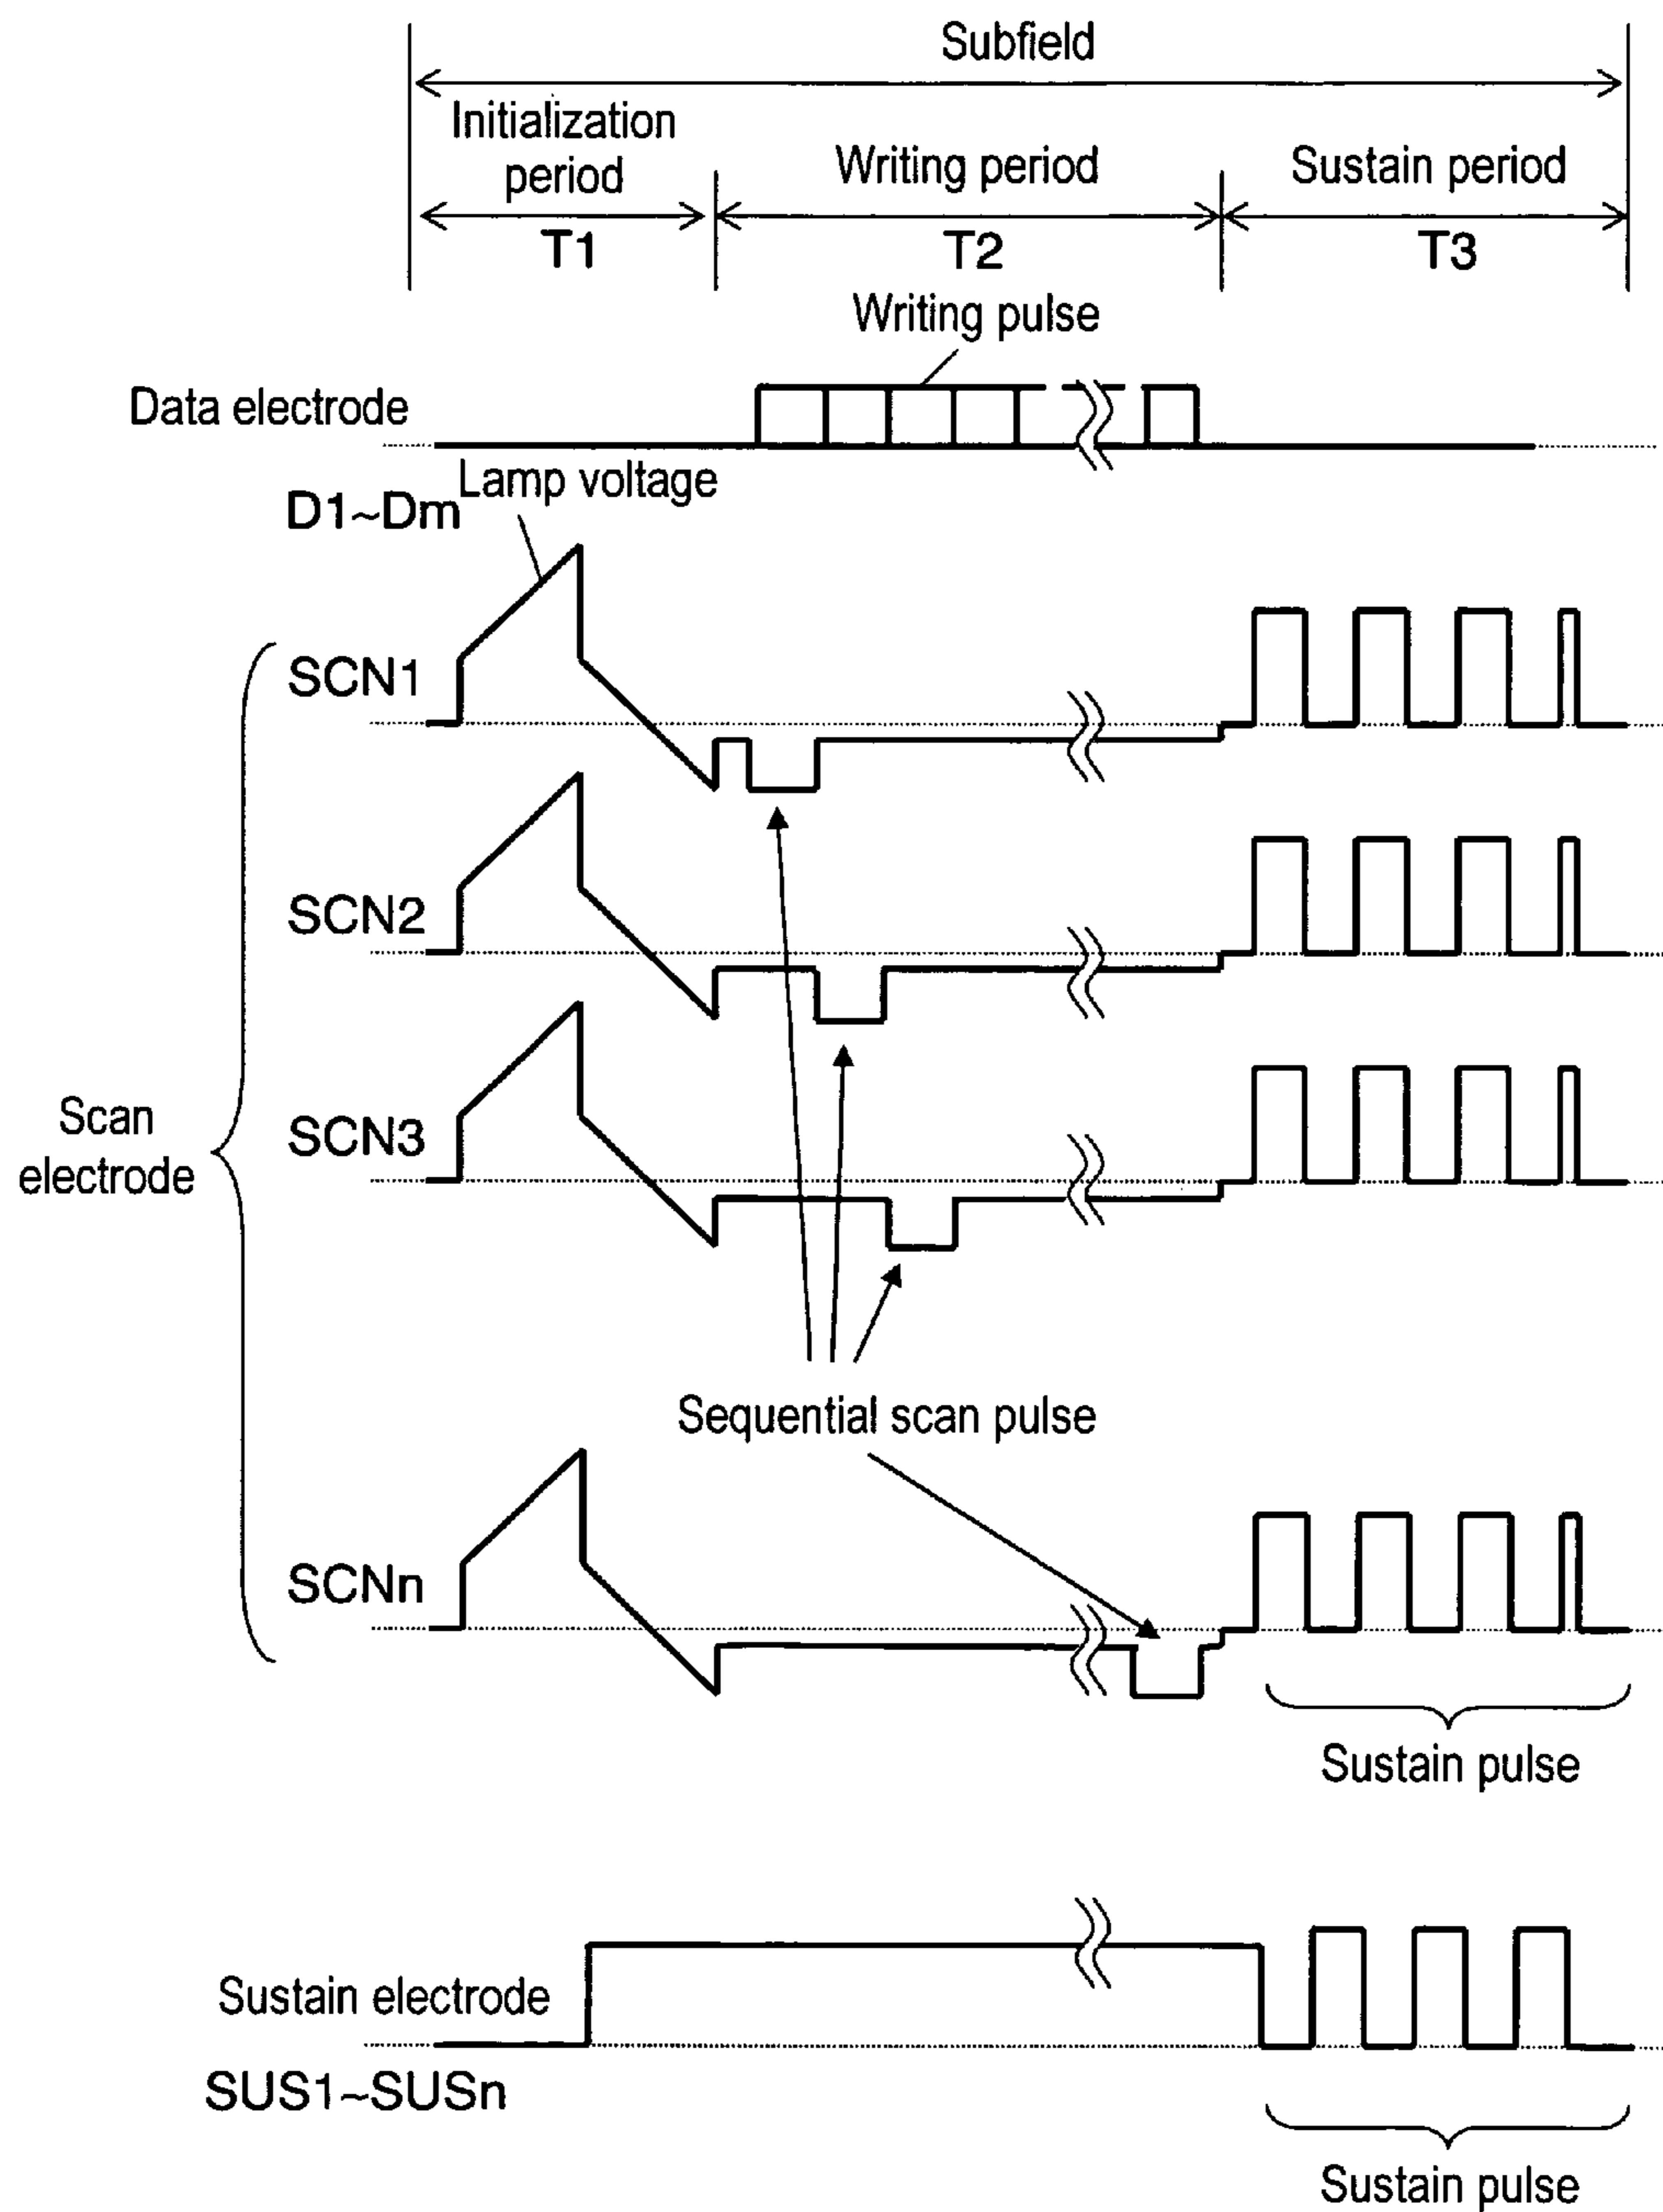 Subfield
Initialization
period
Writing period
Sustain period
T1
T2
T3
Writing pulse
Data electrode
Lamp voltage
D1~Dm
SCN1
SCN2
SCN3
Scan
electrode
Sequential scan pulse
SCNn
Sustain pulse
Sustain electrode
SUS1~SUSn
Sustain pulse